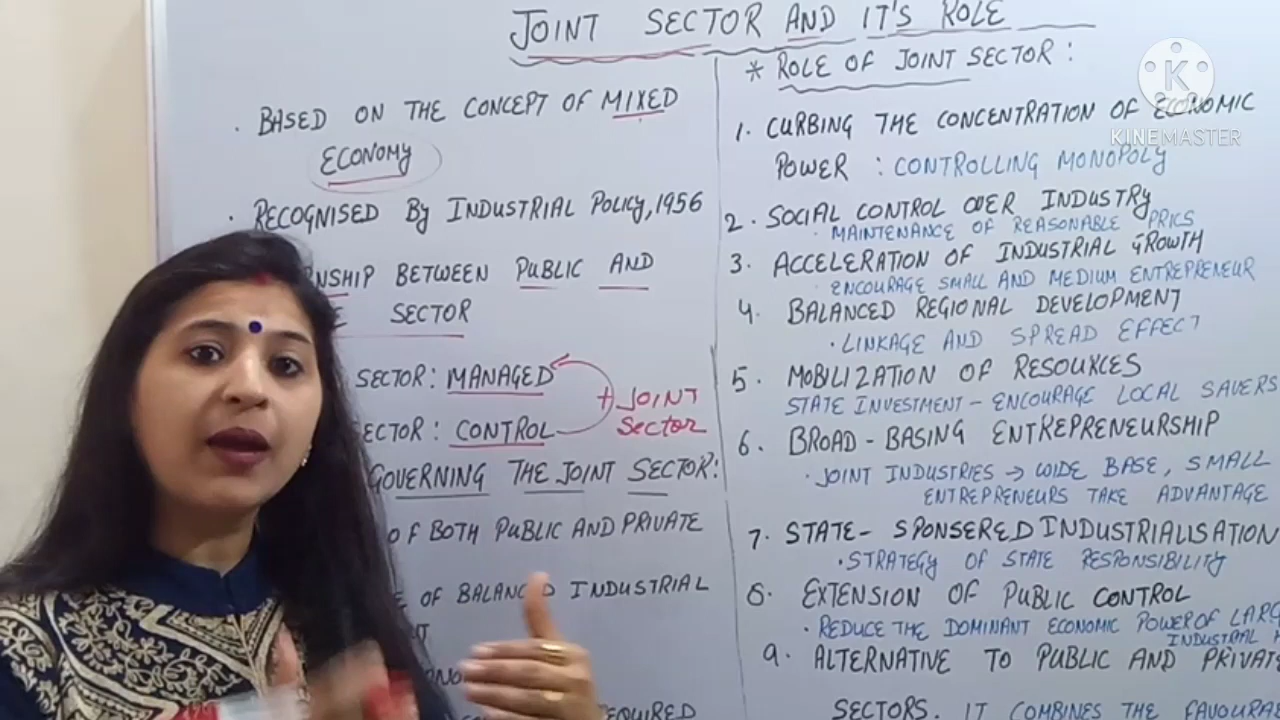 JOINT SECTOR AND IT'S ROLE
. BASED ON THE CONCEPT OF MIXED
ECONOMY
. RECOGNISED By INDUSTRIAL POLICY, 1956
BETWEEN PUBLIC AND
SECTOR
SECTOR : MANAGED
SECTOR : CONTROL
+ JOINT
Sector
GOVERNING THE JOINT SECTOR :
OF BOTH PUBLIC AND PRIVATE
OF BALANCED INDUSTRIAL
* ROLE OF JOINT SECTOR :
1. CURBING THE CONCENTRATION OF ECONOMIC
POWER : CONTROLLING MONOPOLY
2. SOCIAL CONTROL OVER INDUSTRY
. MAINTENANCE OF REASONABLE PRICS
3. ACCELERATION OF INDUSTRIAL GROWTH
. ENCOURAGE SMALL AND MEDIUM ENTREPRENEUR
4. BALANCED REGIONAL DEVELOPMENT
. LINKAGE AND SPREAD EFFECT
5. MOBILIZATION OF RESOURCES
STATE INVESTMENT - ENCOURAGE LOCAL SAVERS
6. BROAD - BASING ENTREPRENEURSHIP
. JOINT INDUSTRIES → WIDE BASE, SMALL
ENTREPRENEURS TAKE ADVANTAGE
7. STATE - SPONSERED INDUSTRIALISATION
. STRATEGY OF STATE RESPONSIBILITY
8. EXTENSION OF PUBLIC CONTROL
. REDUCE THE DOMINANT ECONOMIC POWER OF
INDUSTRIAL
9. ALTERNATIVE TO PUBLIC AND PRIVATE
SECTORS. IT COMBINES THE
K
KINEMASTER